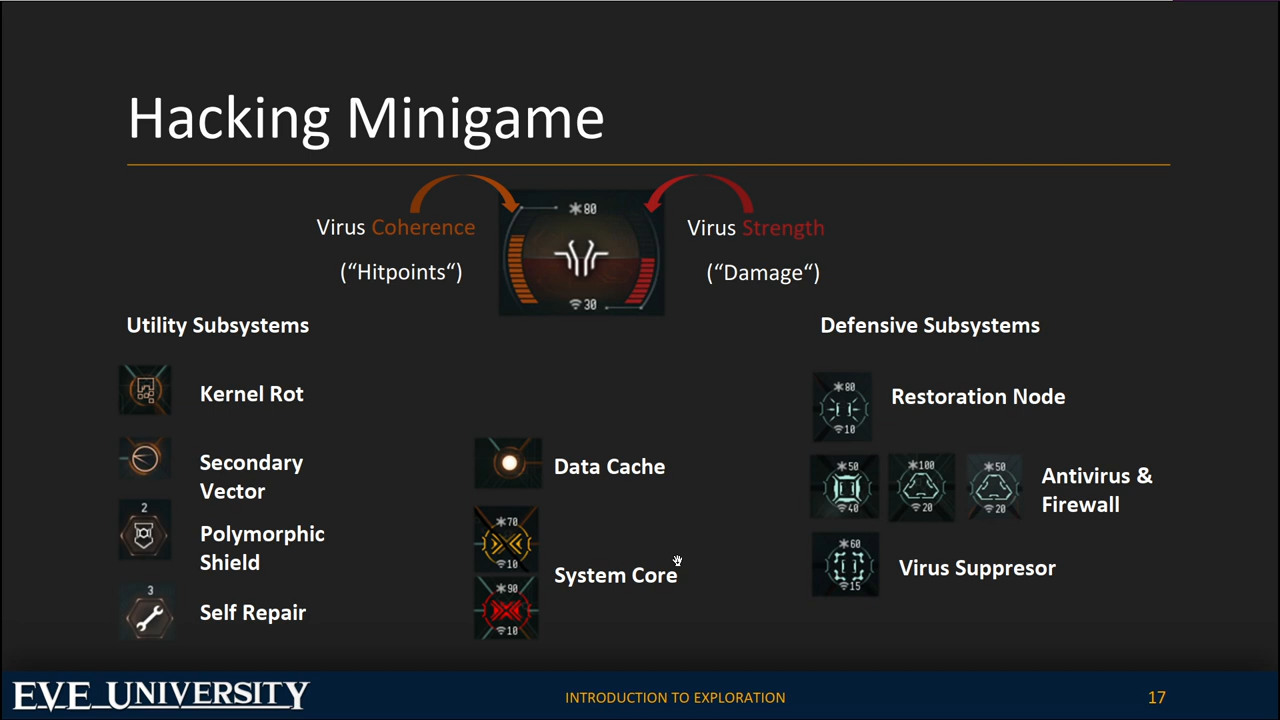 Hacking Minigame
Virus Coherence
(“Hitpoints“)
80
30
Virus Strength
(“Damage“)
Utility Subsystems
Kernel Rot
Secondary
Vector
2
Polymorphic
Shield
3
Self Repair
Data Cache
70
10
System Core
90
10
Defensive Subsystems
80
10
Restoration Node
50
40
100
20
50
20
Antivirus &
Firewall
60
15
Virus Suppresor
EVE UNIVERSITY
INTRODUCTION TO EXPLORATION
17